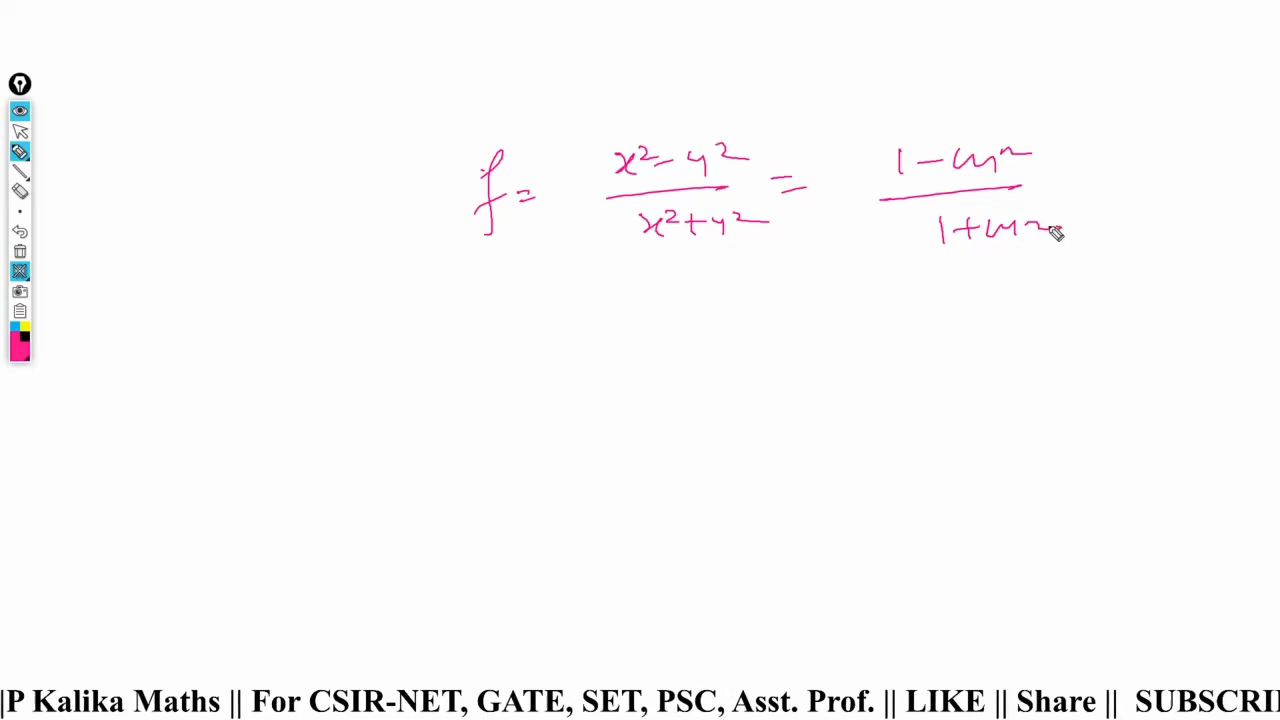 f = x²-y² / x²+y² = 1-m² / 1+m²
|P Kalika Maths || For CSIR-NET, GATE, SET, PSC, Asst. Prof. || LIKE || Share || SUBSCRI